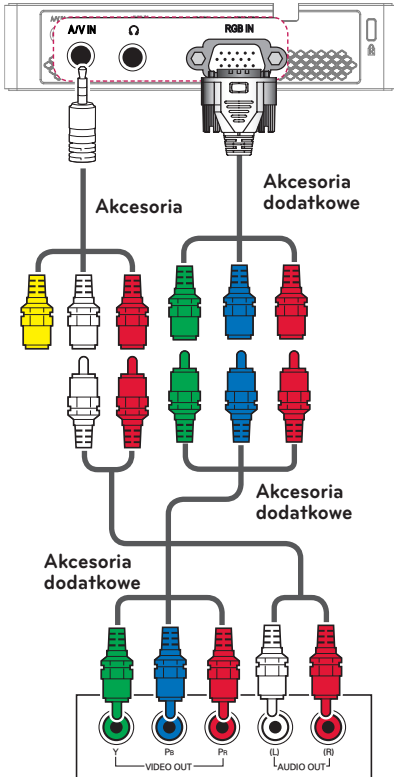 A/V IN
RGB IN
Akcesoria
Akcesoria
dodatkowe
Akcesoria
dodatkowe
Akcesoria
dodatkowe
Y
PB
PR
(L)
(R)
VIDEO OUT
AUDIO OUT